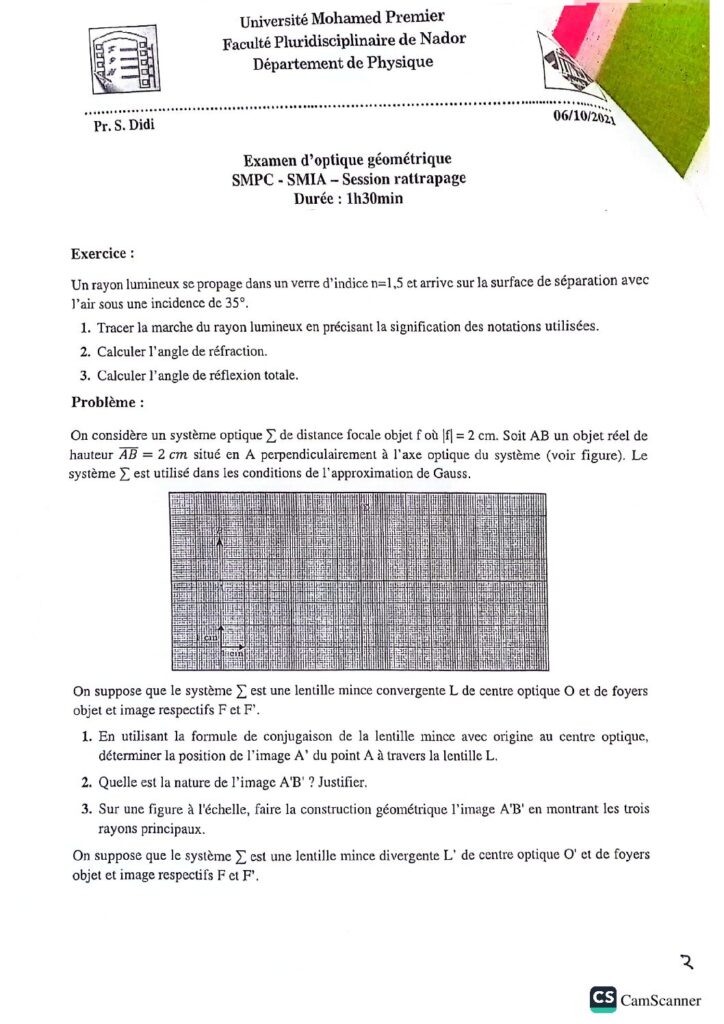 Université Mohamed Premier
Faculté Pluridisciplinaire de Nador
Département de Physique
Pr. S. Didi
06/10/2021
Examen d'optique géométrique
SMPC - SMIA – Session rattrapage
Durée : 1h30min
Exercice :
Un rayon lumineux se propage dans un verre d'indice n=1,5 et arrive sur la surface de séparation avec
l'air sous une incidence de 35°.
1. Tracer la marche du rayon lumineux en précisant la signification des notations utilisées.
2. Calculer l'angle de réfraction.
3. Calculer l'angle de réflexion totale.
Problème :
On considère un système optique ∑ de distance focale objet f où |f| = 2 cm. Soit AB un objet réel de
hauteur A̅B̅ = 2 cm situé en A perpendiculairement à l'axe optique du système (voir figure). Le
système ∑ est utilisé dans les conditions de l'approximation de Gauss.
1 cm
1 cm
On suppose que le système ∑ est une lentille mince convergente L de centre optique O et de foyers
objet et image respectifs F et F'.
1. En utilisant la formule de conjugaison de la lentille mince avec origine au centre optique,
déterminer la position de l'image A' du point A à travers la lentille L.
2. Quelle est la nature de l'image A'B' ? Justifier.
3. Sur une figure à l'échelle, faire la construction géométrique l'image A'B' en montrant les trois
rayons principaux.
On suppose que le système ∑ est une lentille mince divergente L' de centre optique O' et de foyers
objet et image respectifs F et F'.
2
CS CamScanner